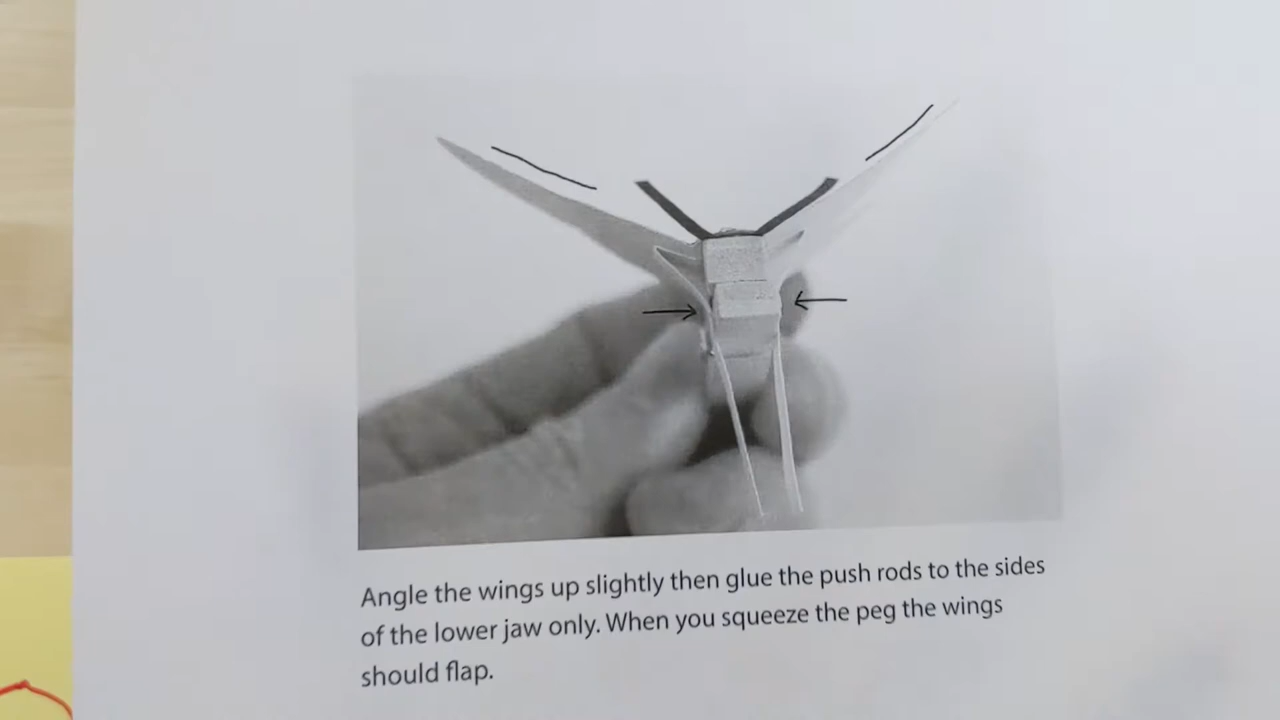 Angle the wings up slightly then glue the push rods to the sides
of the lower jaw only. When you squeeze the peg the wings
should flap.